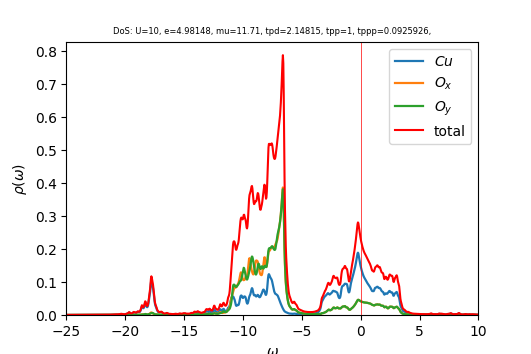 DoS: U=10, e=4.98148, mu=11.71, tpd=2.14815, tpp=1, tppp=0.0925926,
ρ(ω)
0.8
0.7
0.6
0.5
0.4
0.3
0.2
0.1
0.0
Cu
O_x
O_y
total
−25 −20 −15 −10 −5 0 5 10
ω